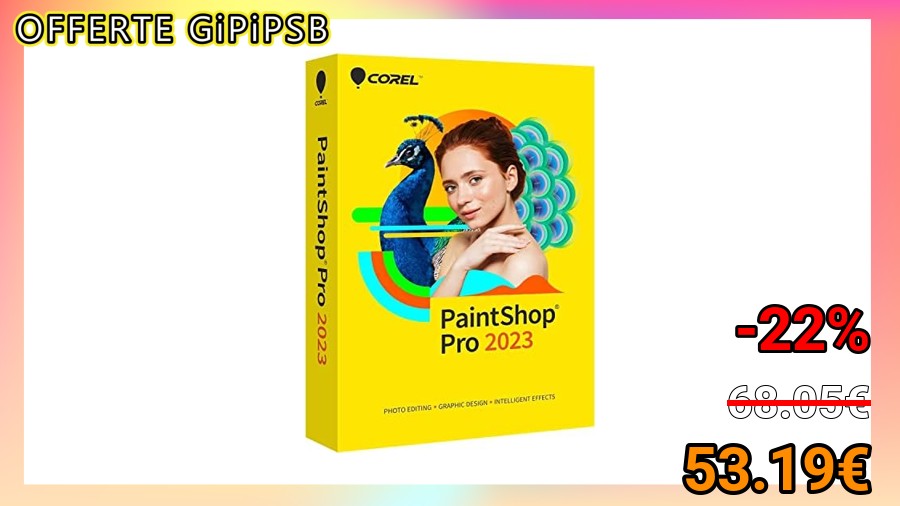 OFFERTE GiPiPSB
COREL™
COREL
PaintShop® Pro 2023
PaintShop®
Pro 2023
PHOTO EDITING + GRAPHIC DESIGN + INTELLIGENT EFFECTS
-22%
68.05€
53.19€